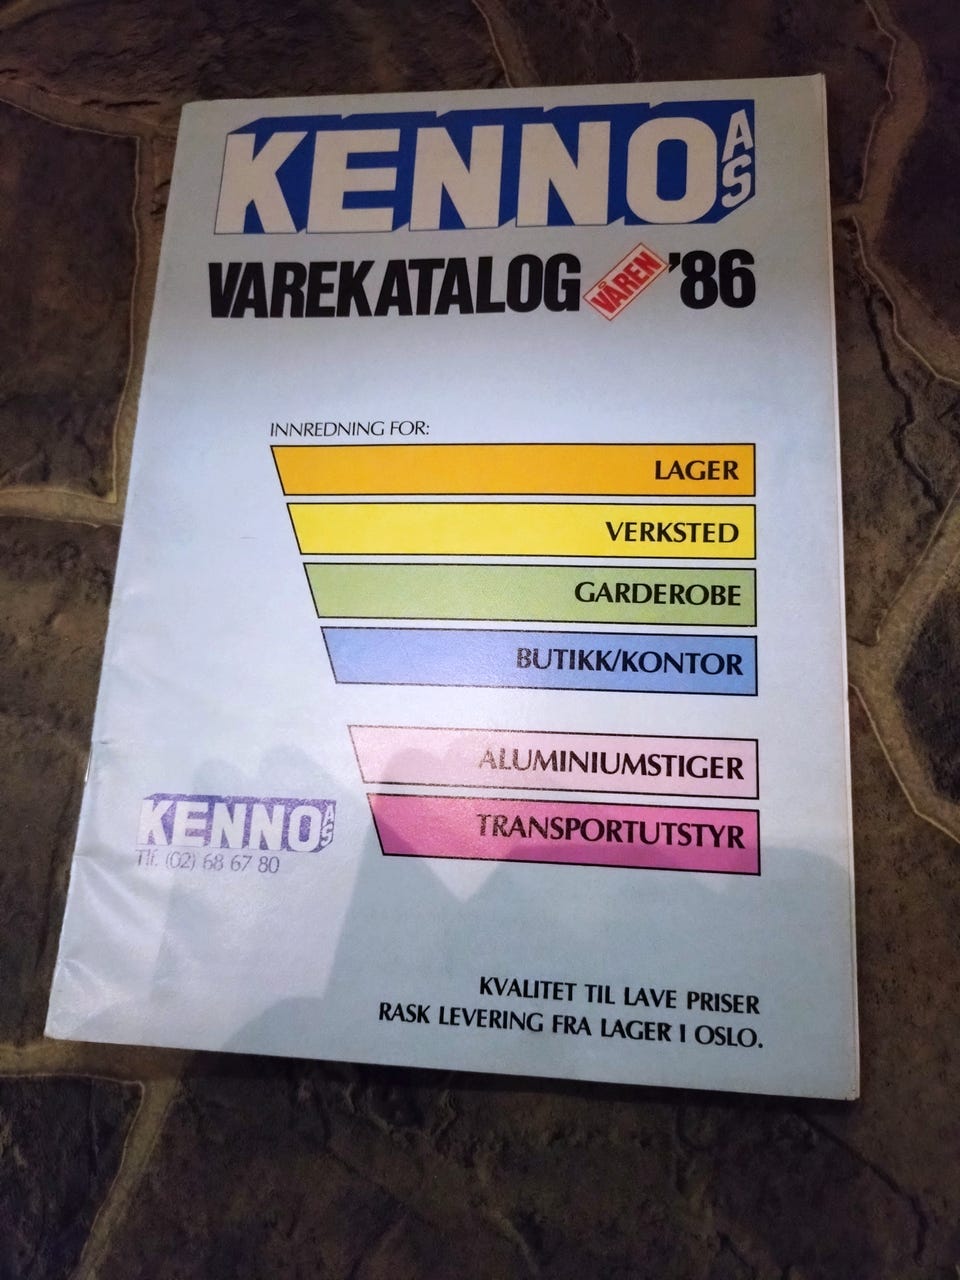 KENNO AS
VAREKATALOG VÅREN '86
INNREDNING FOR:
LAGER
VERKSTED
GARDEROBE
BUTIKK/KONTOR
ALUMINIUMSTIGER
TRANSPORTUTSTYR
KENNO AS
Tlf. (02) 68 67 80
KVALITET TIL LAVE PRISER
RASK LEVERING FRA LAGER I OSLO.